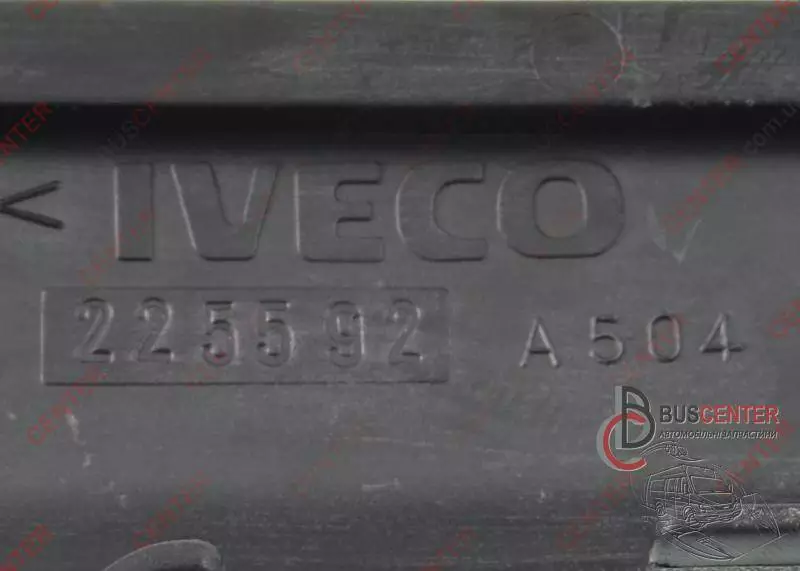 IVECO
225592 A504
BUSCENTER
АВТОМОБІЛЬНІ ЗАПЧАСТИНИ